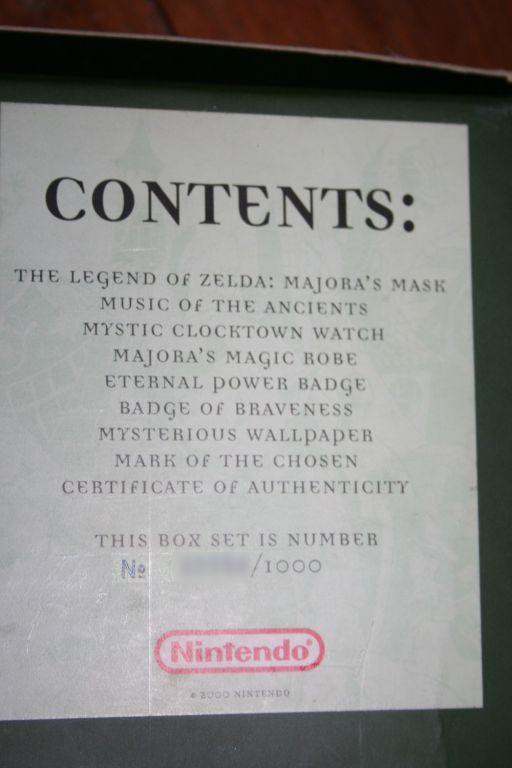 CONTENTS:
THE LEGEND OF ZELDA: MAJORA'S MASK
MUSIC OF THE ANCIENTS
MYSTIC CLOCKTOWN WATCH
MAJORA'S MAGIC ROBE
ETERNAL POWER BADGE
BADGE OF BRAVENESS
MYSTERIOUS WALLPAPER
MARK OF THE CHOSEN
CERTIFICATE OF AUTHENTICITY
THIS BOX SET IS NUMBER
№ /1000
Nintendo®
© 2000 NINTENDO